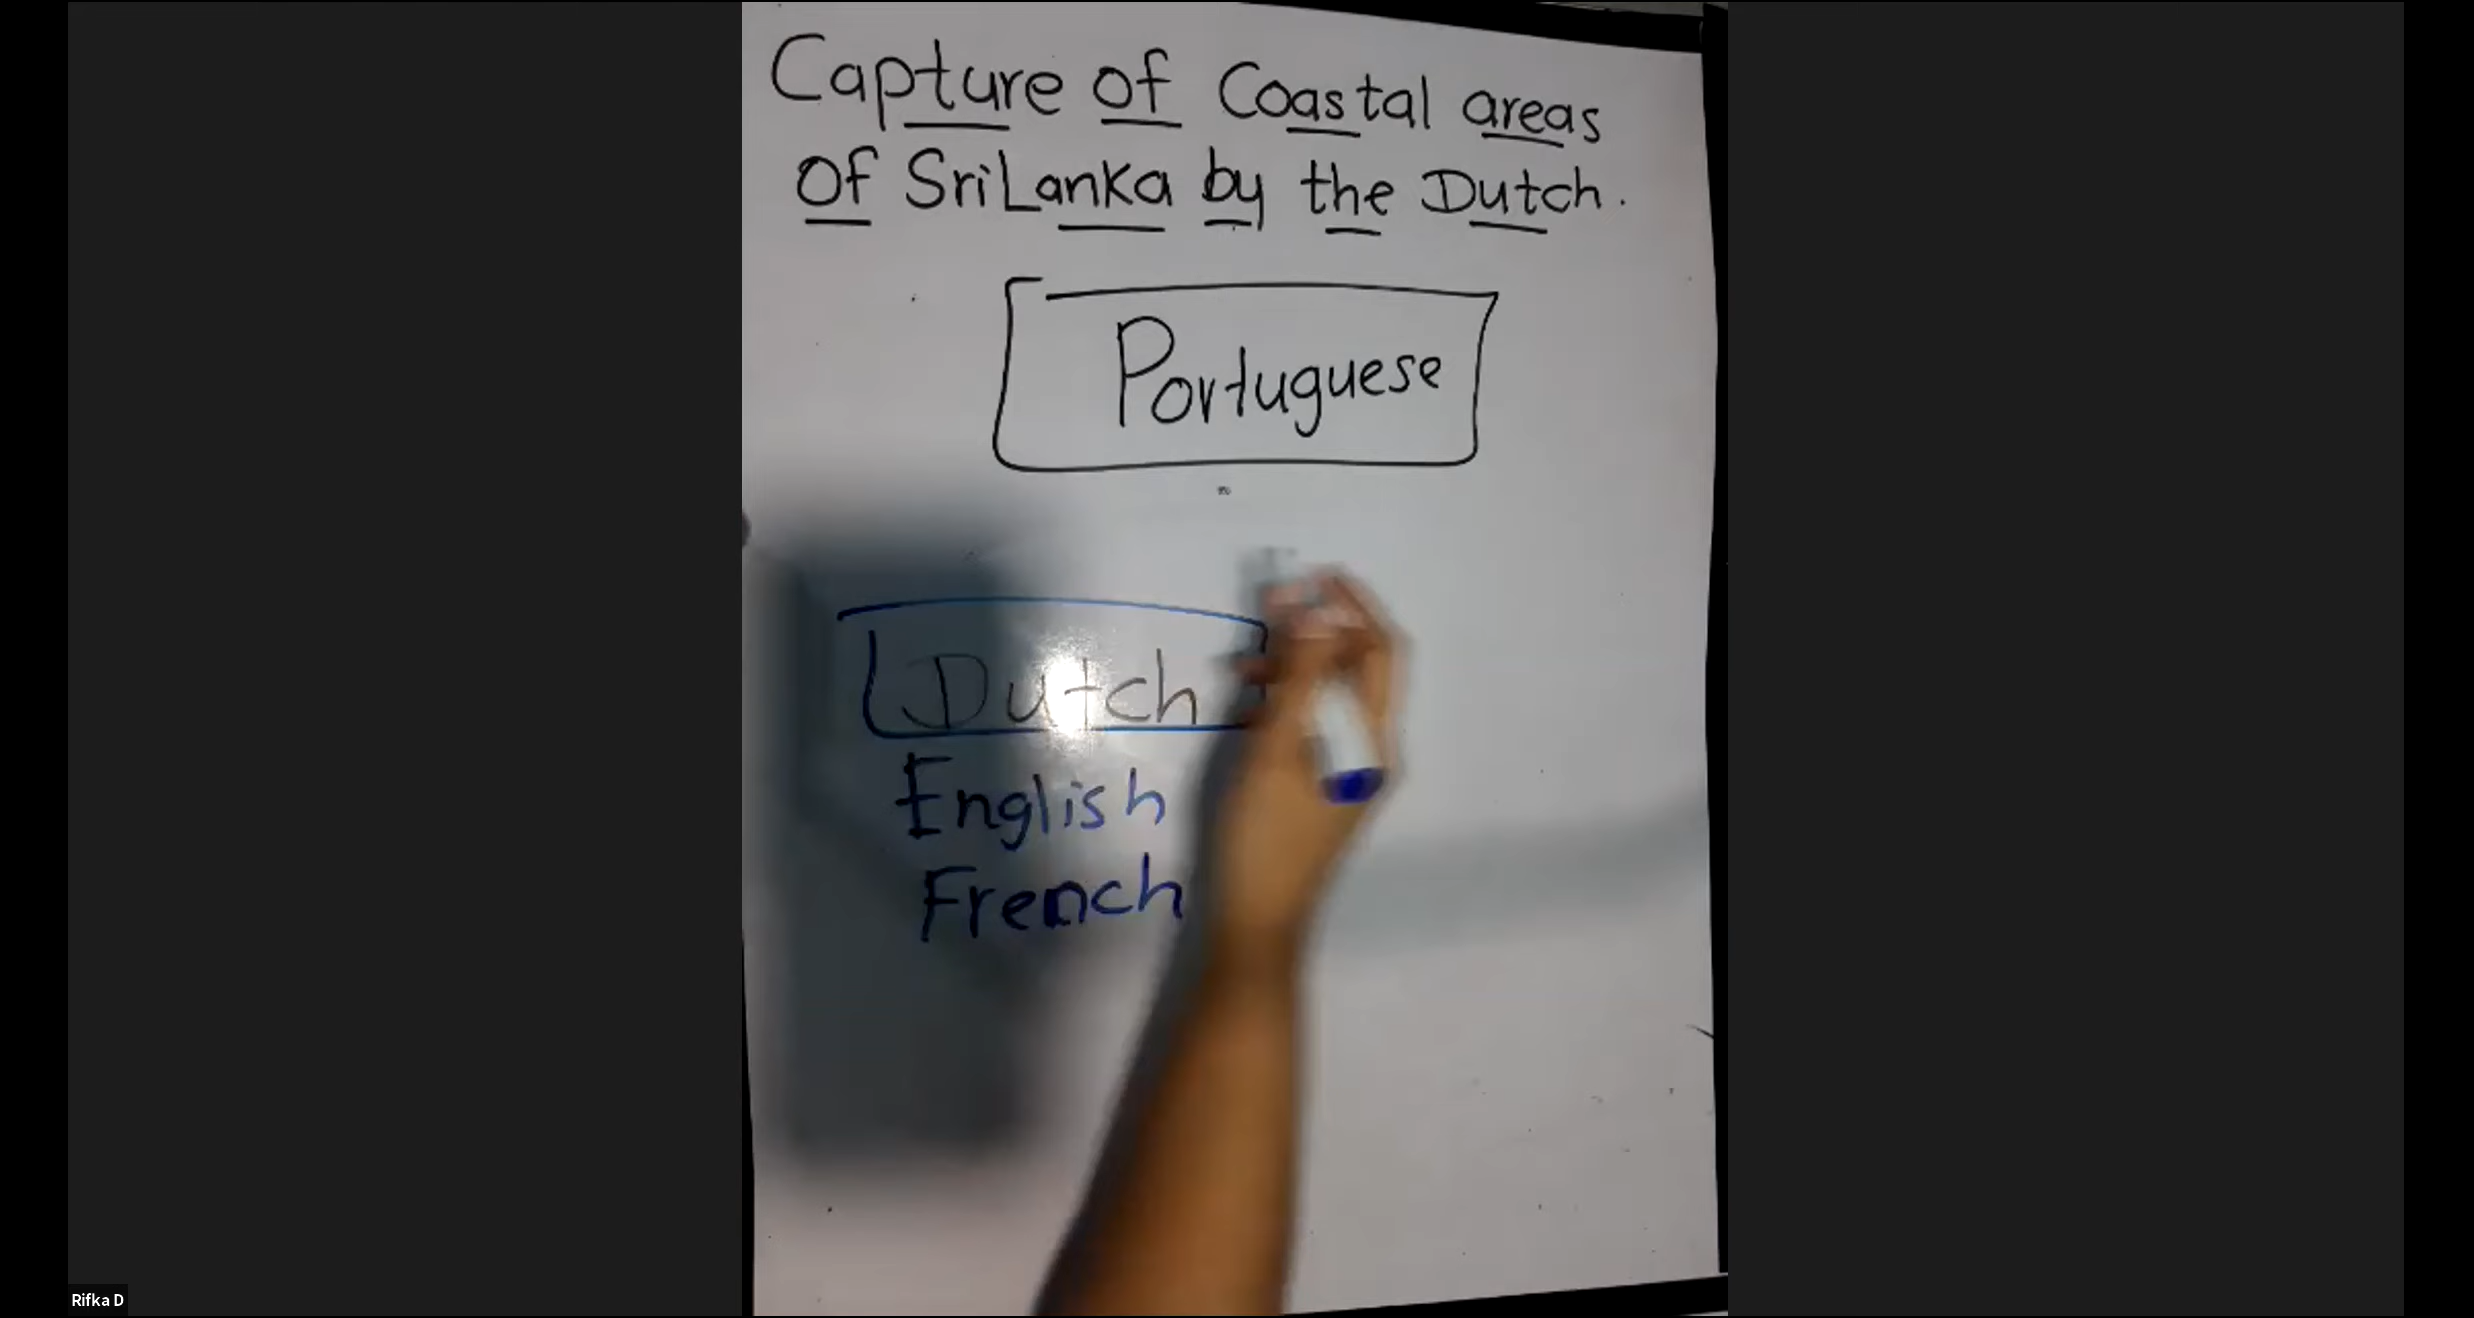 Capture of Coastal areas
Of SriLanka by the Dutch.
Portuguese
Dutch
English
French
Rifka D